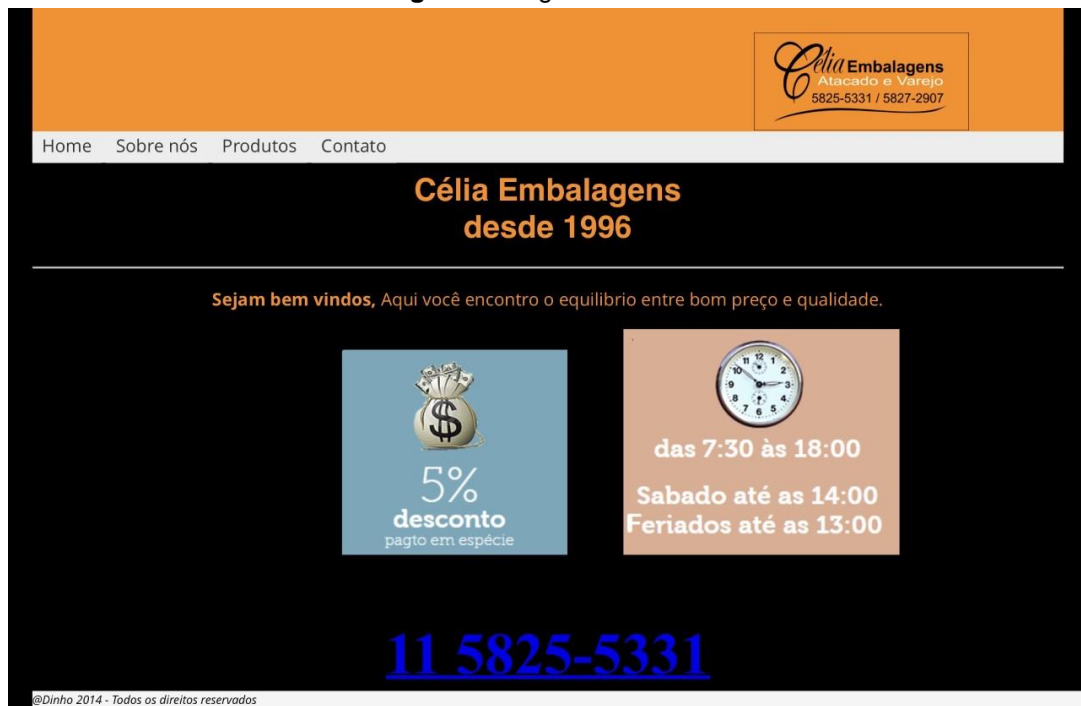 Célia Embalagens
Atacado e Varejo
5825-5331 / 5827-2907
Home Sobre nós Produtos Contato
Célia Embalagens
desde 1996
Sejam bem vindos, Aqui você encontro o equilibrio entre bom preço e qualidade.
5%
desconto
pagto em espécie
das 7:30 às 18:00
Sabado até as 14:00
Feriados até as 13:00
11 5825-5331
@Dinho 2014 - Todos os direitos reservados